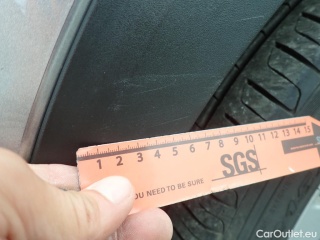 1 2 3 4 5 6 7 8 9 10 11 12 13 14 15
SGS
YOU NEED TO BE SURE
CarOutlet.eu